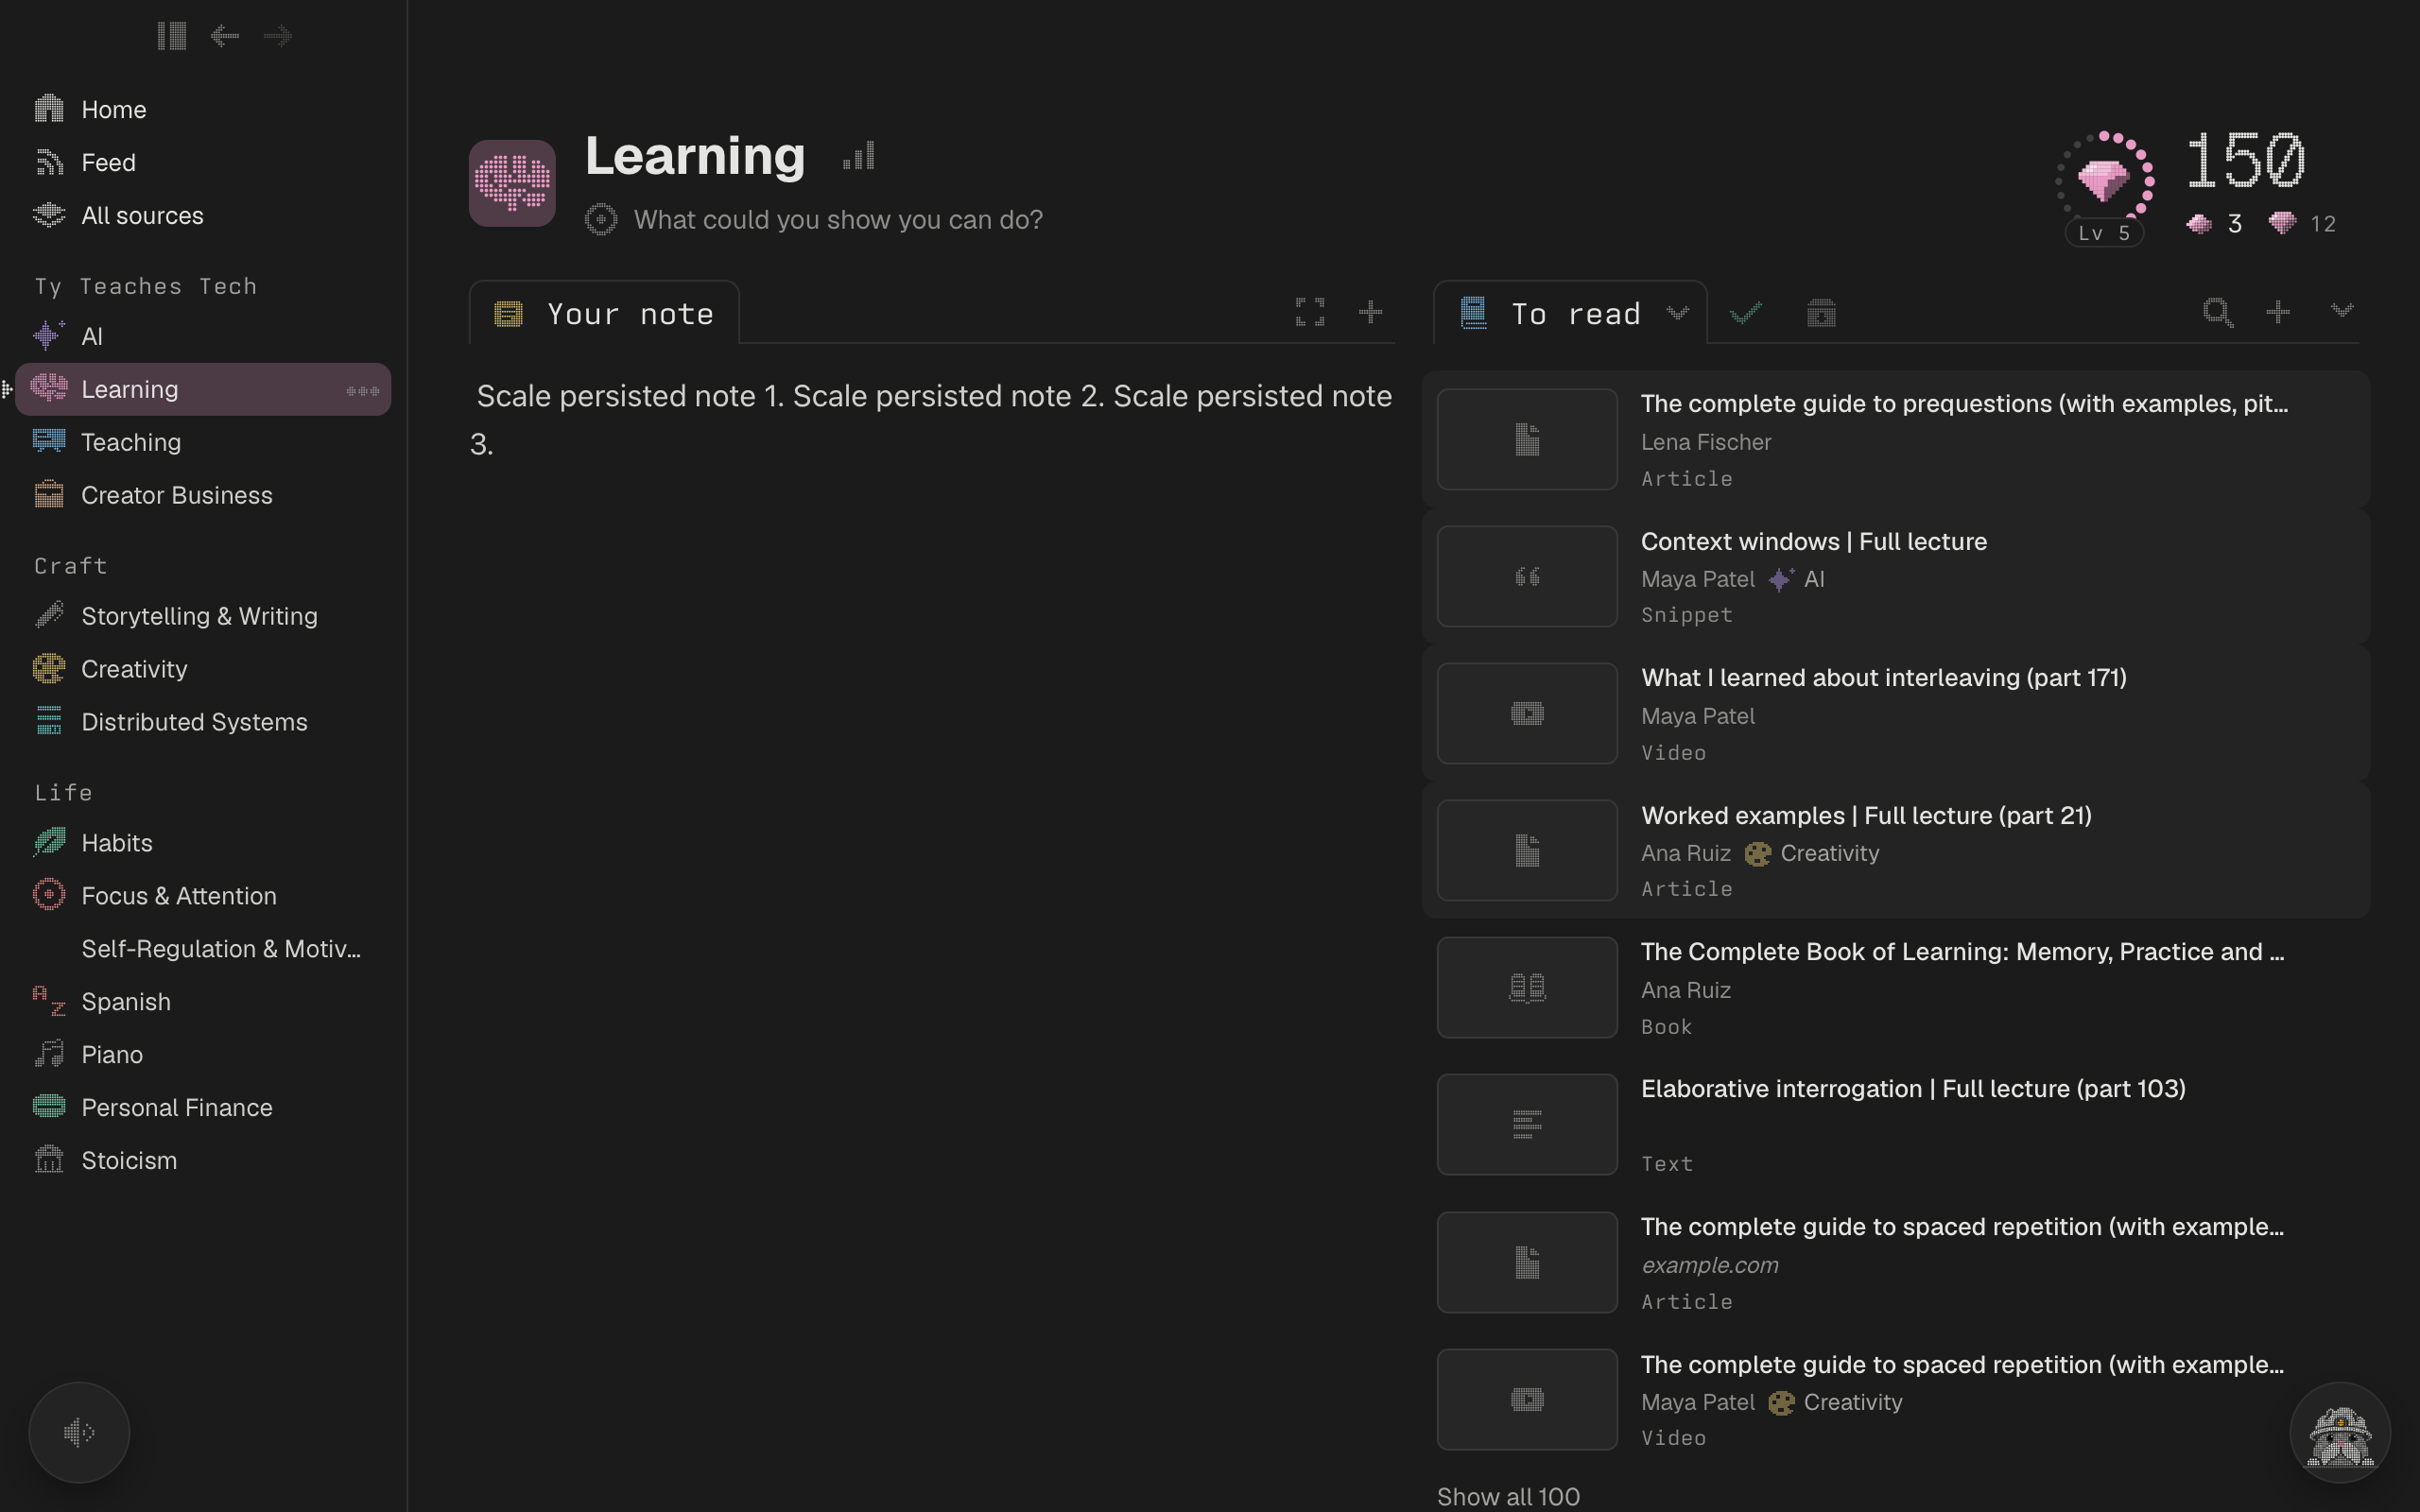 Home
Feed
All sources
Ty Teaches Tech
AI
Learning
Teaching
Creator Business
Craft
Storytelling & Writing
Creativity
Distributed Systems
Life
Habits
Focus & Attention
Self-Regulation & Motiv...
Spanish
Piano
Personal Finance
Stoicism
Learning
What could you show you can do?
150
Lv 5
3
12
Your note
Scale persisted note 1. Scale persisted note 2. Scale persisted note
3.
To read
The complete guide to prequestions (with examples, pit...
Lena Fischer
Article
Context windows | Full lecture
Maya Patel AI
Snippet
What I learned about interleaving (part 171)
Maya Patel
Video
Worked examples | Full lecture (part 21)
Ana Ruiz Creativity
Article
The Complete Book of Learning: Memory, Practice and ...
Ana Ruiz
Book
Elaborative interrogation | Full lecture (part 103)
Text
The complete guide to spaced repetition (with example...
example.com
Article
The complete guide to spaced repetition (with example...
Maya Patel Creativity
Video
Show all 100